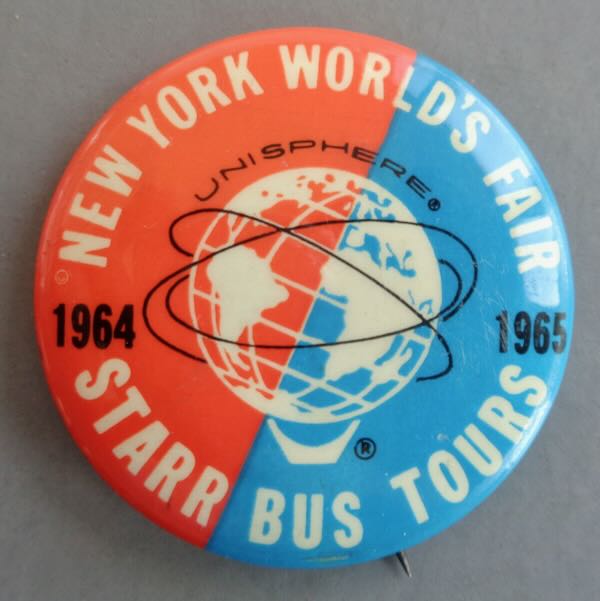 NEW YORK WORLD'S FAIR
UNISPHERE®
1964
1965
®
STARR BUS TOURS